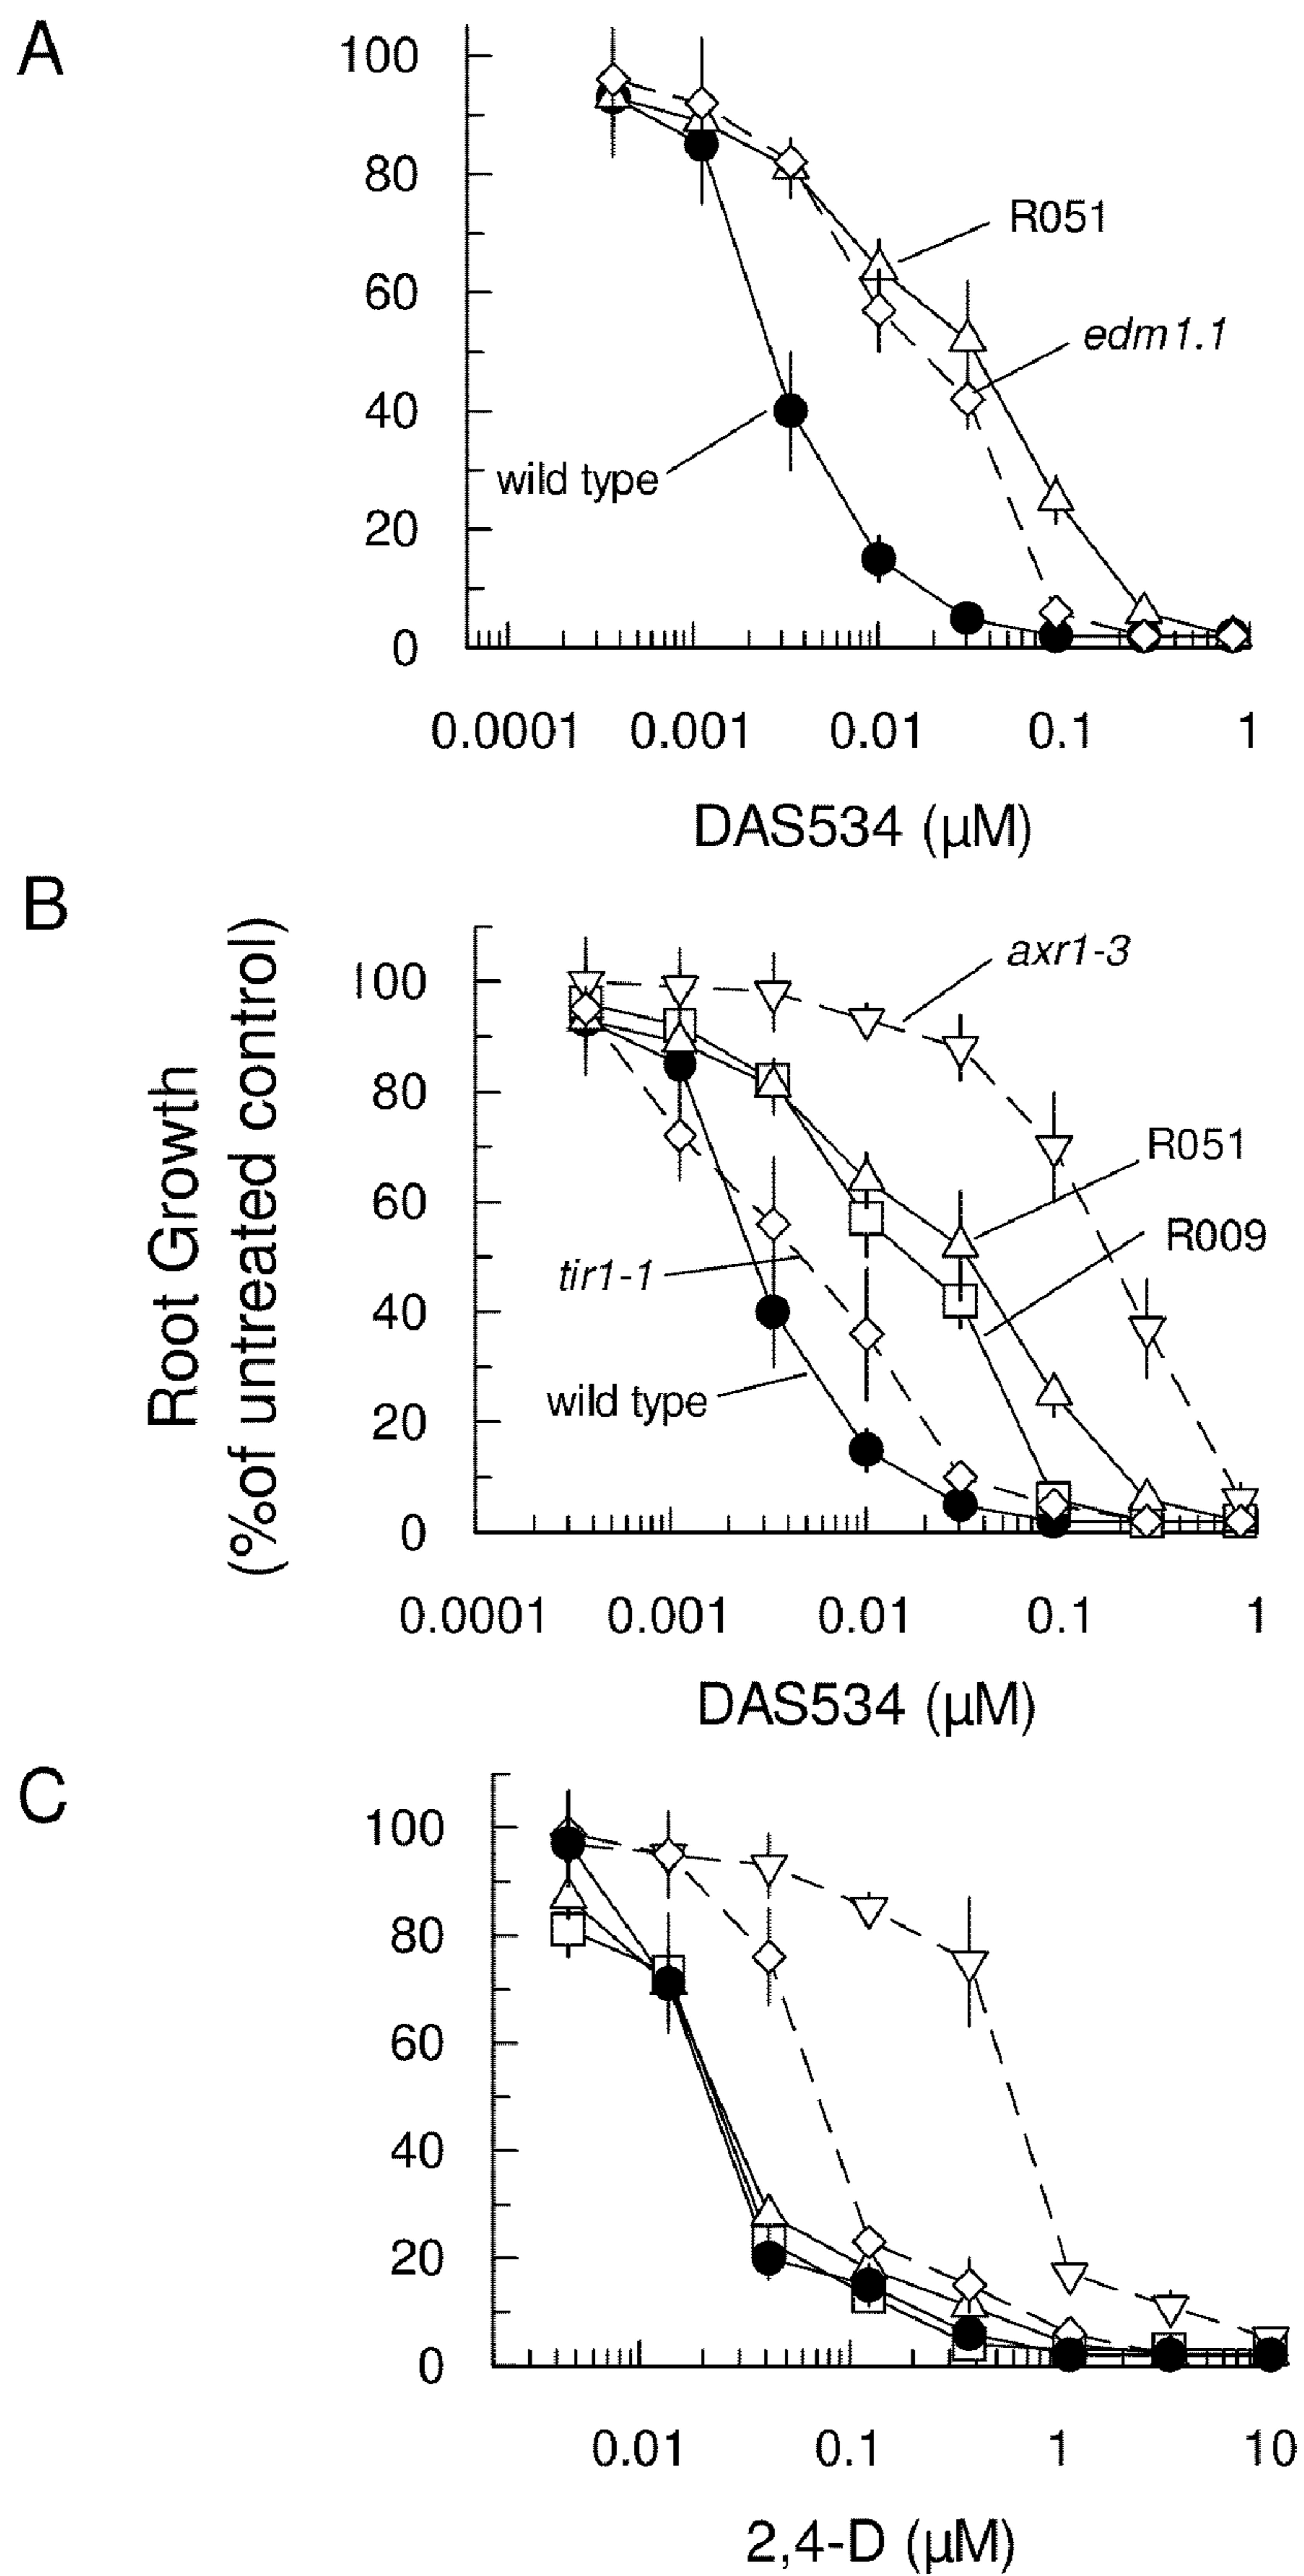 A
100
80
60
40
20
0
R051
edm1.1
wild type
0.0001 0.001 0.01 0.1 1
DAS534 (µM)
B
Root Growth
(%of untreated control)
100
80
60
40
20
0
axr1-3
R051
R009
tir1-1
wild type
0.0001 0.001 0.01 0.1 1
DAS534 (µM)
C
100
80
60
40
20
0
0.01 0.1 1 10
2,4-D (µM)